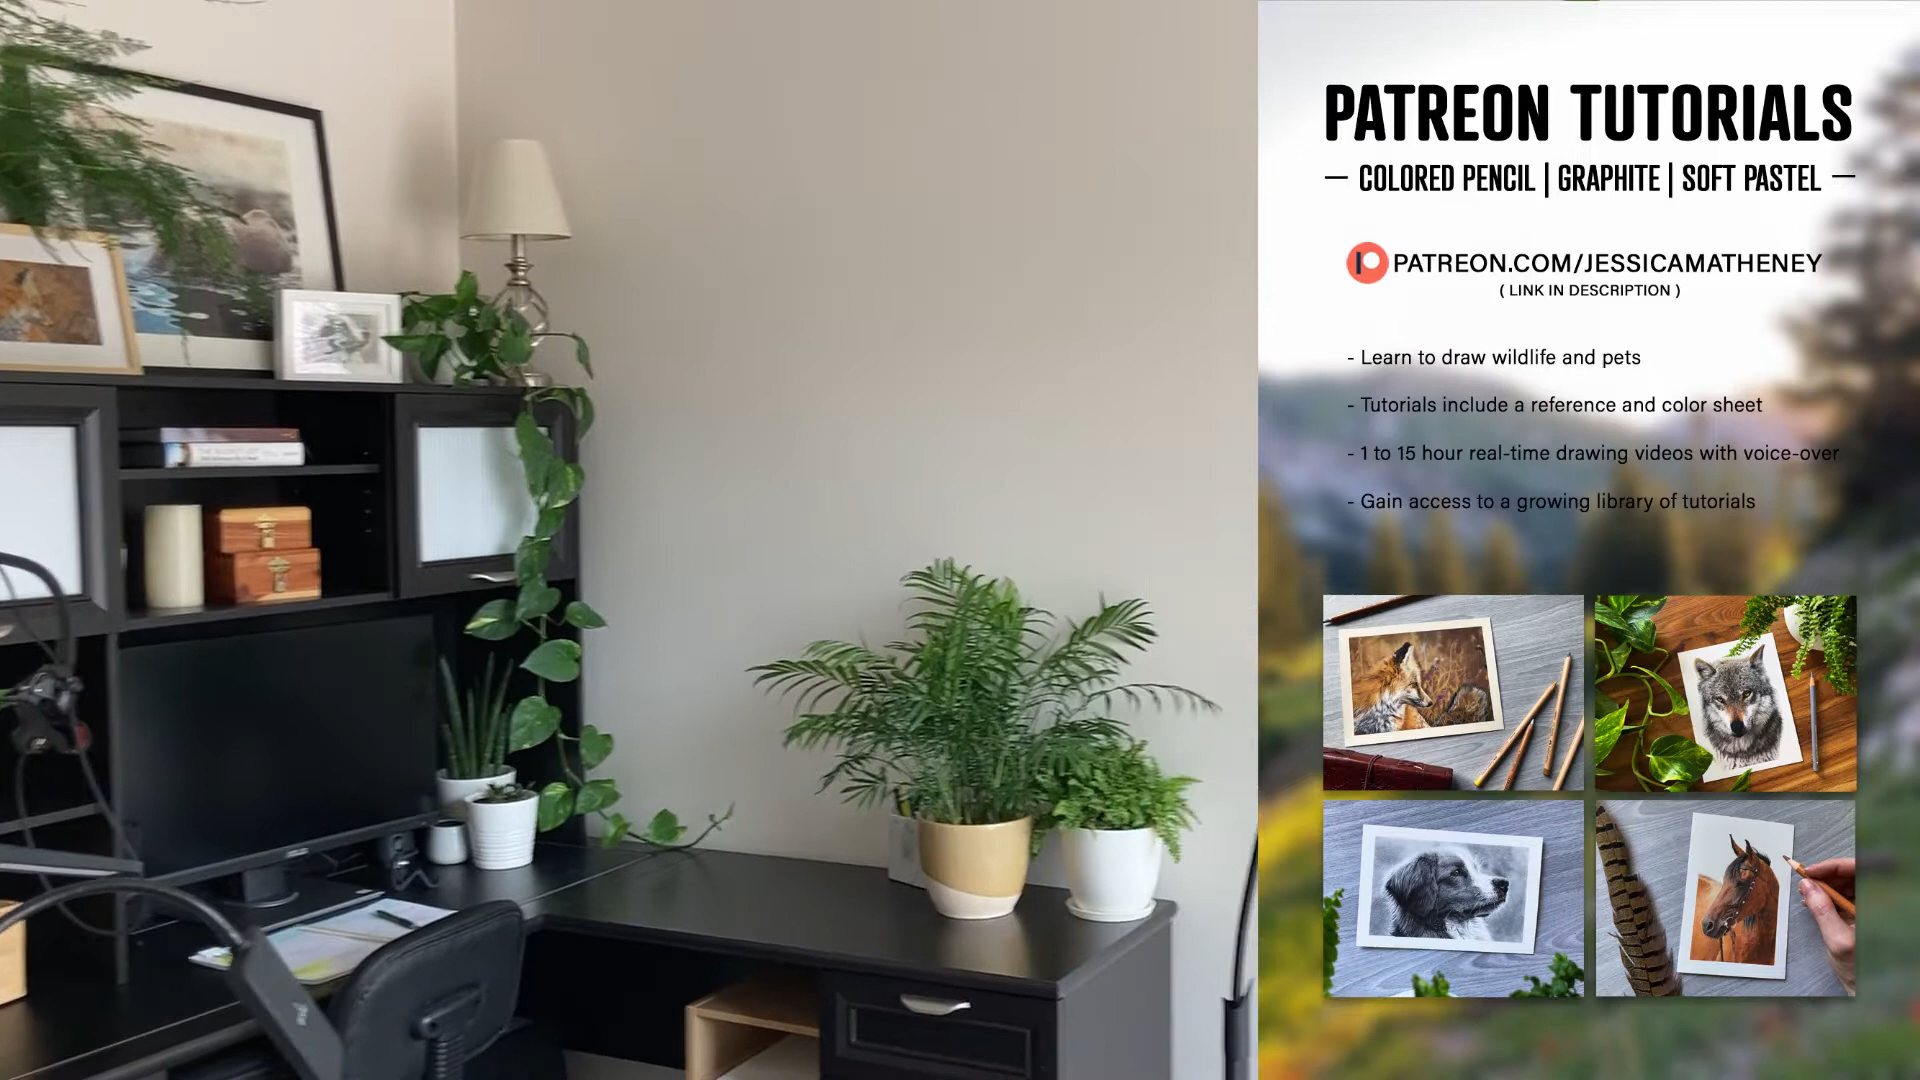 PATREON TUTORIALS
— COLORED PENCIL | GRAPHITE | SOFT PASTEL —
PATREON.COM/JESSICAMATHENEY
( LINK IN DESCRIPTION )
- Learn to draw wildlife and pets
- Tutorials include a reference and color sheet
- 1 to 15 hour real-time drawing videos with voice-over
- Gain access to a growing library of tutorials